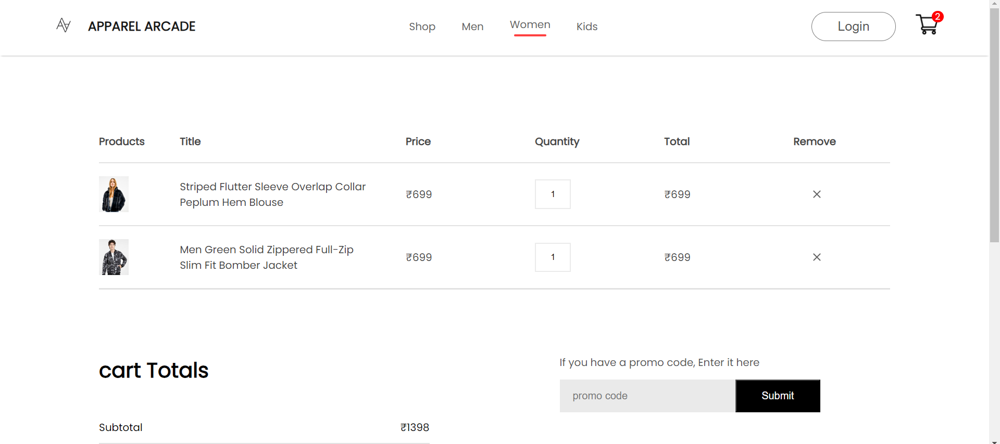 APPAREL ARCADE
Shop
Men
Women
Kids
Login
2
Products
Title
Price
Quantity
Total
Remove
Striped Flutter Sleeve Overlap Collar
Peplum Hem Blouse
₹699
1
₹699
Men Green Solid Zippered Full-Zip
Slim Fit Bomber Jacket
₹699
1
₹699
cart Totals
Subtotal
₹1398
If you have a promo code, Enter it here
promo code
Submit